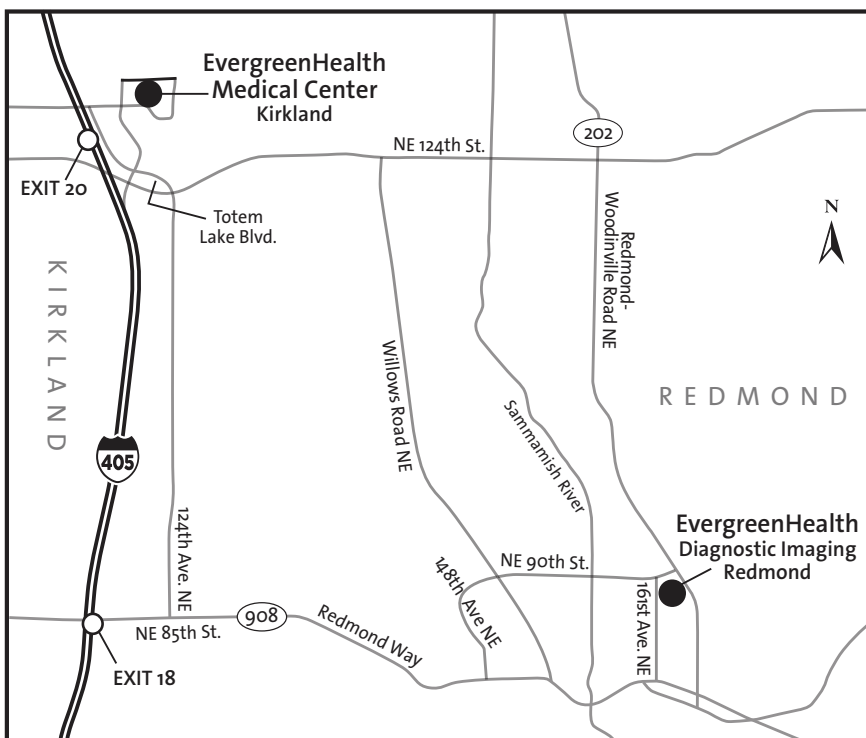 EvergreenHealth
Medical Center
Kirkland
202
NE 124th St.
EXIT 20
Totem
Lake Blvd.
Redmond-
Woodinville Road NE
N
KIRKLAND
Willows Road NE
REDMOND
Sammamish River
405
124th Ave. NE
EvergreenHealth
Diagnostic Imaging
Redmond
NE 90th St.
148th Ave NE
161st Ave. NE
908
NE 85th St.
Redmond Way
EXIT 18